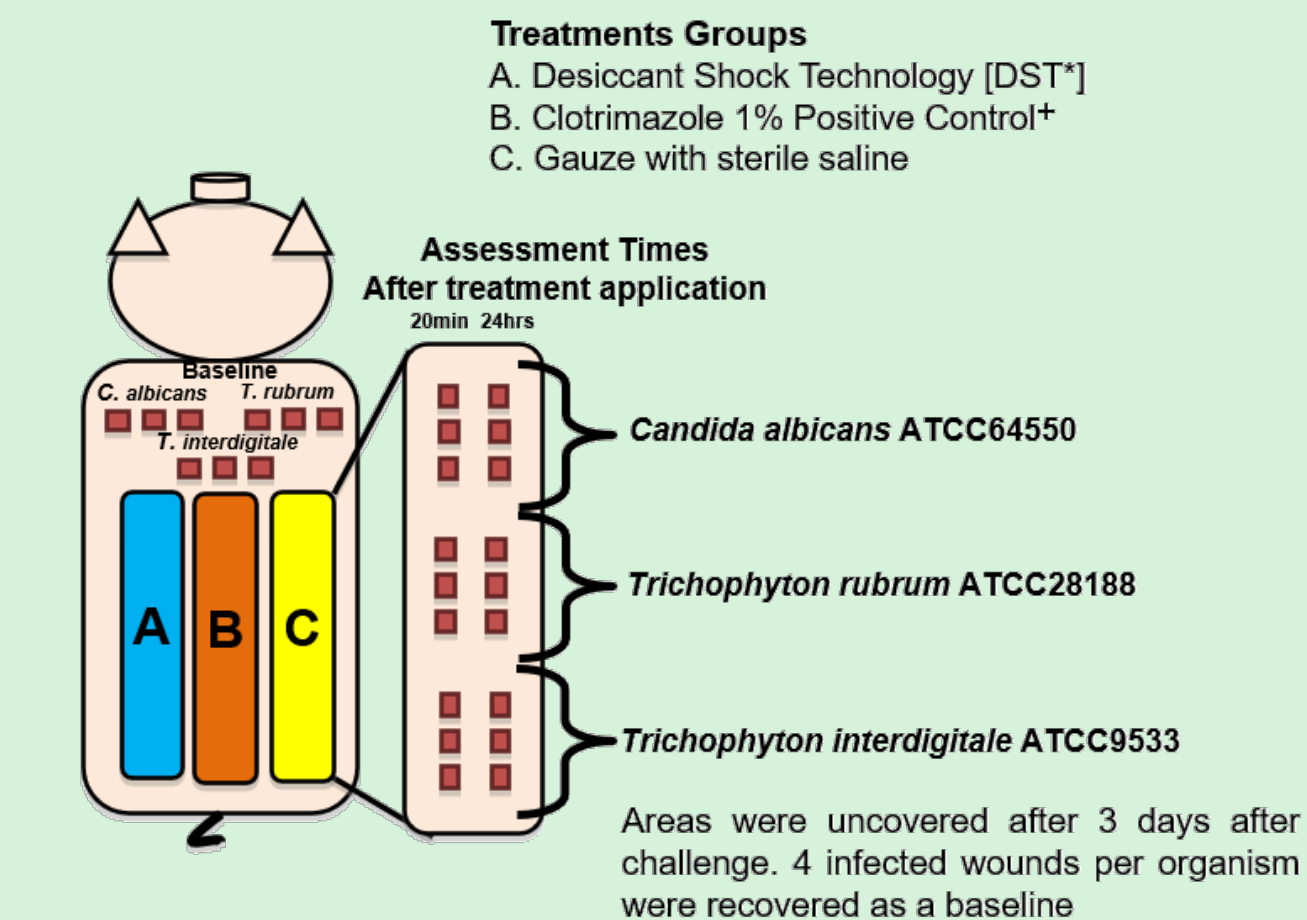 Treatments Groups
A. Desiccant Shock Technology [DST*]
B. Clotrimazole 1% Positive Control+
C. Gauze with sterile saline
Assessment Times
After treatment application
20min 24hrs
Baseline
C. albicans T. rubrum
T. interdigitale
A B C
Candida albicans ATCC64550
Trichophyton rubrum ATCC28188
Trichophyton interdigitale ATCC9533
Areas were uncovered after 3 days after
challenge. 4 infected wounds per organism
were recovered as a baseline